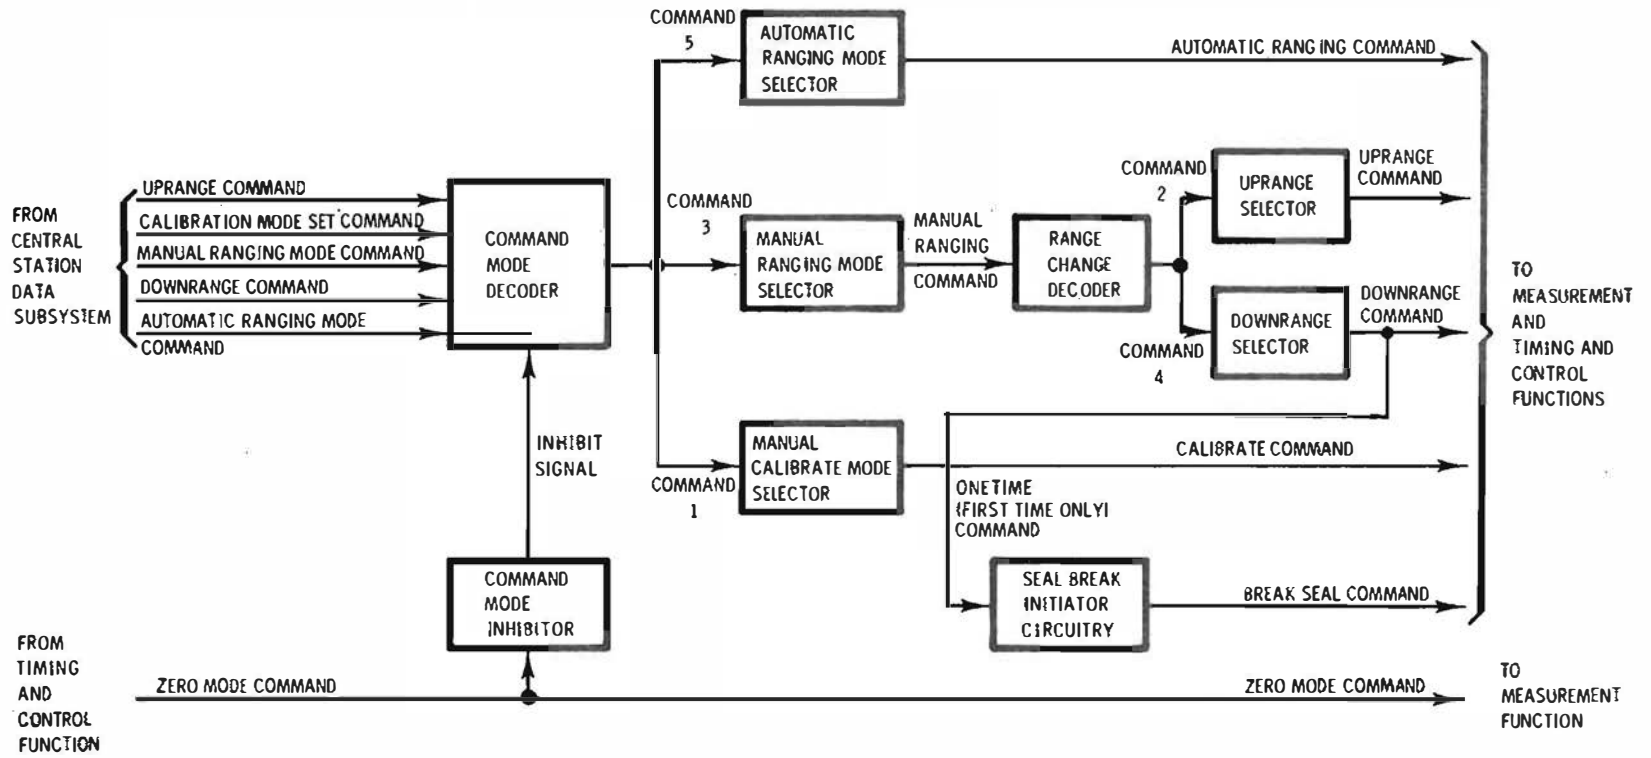 COMMAND
5
AUTOMATIC
RANGING MODE
SELECTOR
AUTOMATIC RANGING COMMAND
FROM
CENTRAL
STATION
DATA
SUBSYSTEM
UPRANGE COMMAND
CALIBRATION MODE SET COMMAND
MANUAL RANGING MODE COMMAND
DOWNRANGE COMMAND
AUTOMATIC RANGING MODE
COMMAND
COMMAND
MODE
DECODER
COMMAND
3
MANUAL
RANGING MODE
SELECTOR
MANUAL
RANGING
COMMAND
RANGE
CHANGE
DECODER
COMMAND
2
UPRANGE
SELECTOR
UPRANGE
COMMAND
COMMAND
4
DOWNRANGE
SELECTOR
DOWNRANGE
COMMAND
TO
MEASUREMENT
AND
TIMING AND
CONTROL
FUNCTIONS
INHIBIT
SIGNAL
COMMAND
1
MANUAL
CALIBRATE MODE
SELECTOR
CALIBRATE COMMAND
ONETIME
(FIRST TIME ONLY)
COMMAND
COMMAND
MODE
INHIBITOR
SEAL BREAK
INITIATOR
CIRCUITRY
BREAK SEAL COMMAND
FROM
TIMING
AND
CONTROL
FUNCTION
ZERO MODE COMMAND
ZERO MODE COMMAND
TO
MEASUREMENT
FUNCTION